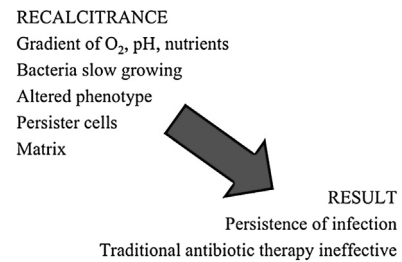 RECALCITRANCE
Gradient of O₂, pH, nutrients
Bacteria slow growing
Altered phenotype
Persister cells
Matrix
RESULT
Persistence of infection
Traditional antibiotic therapy ineffective